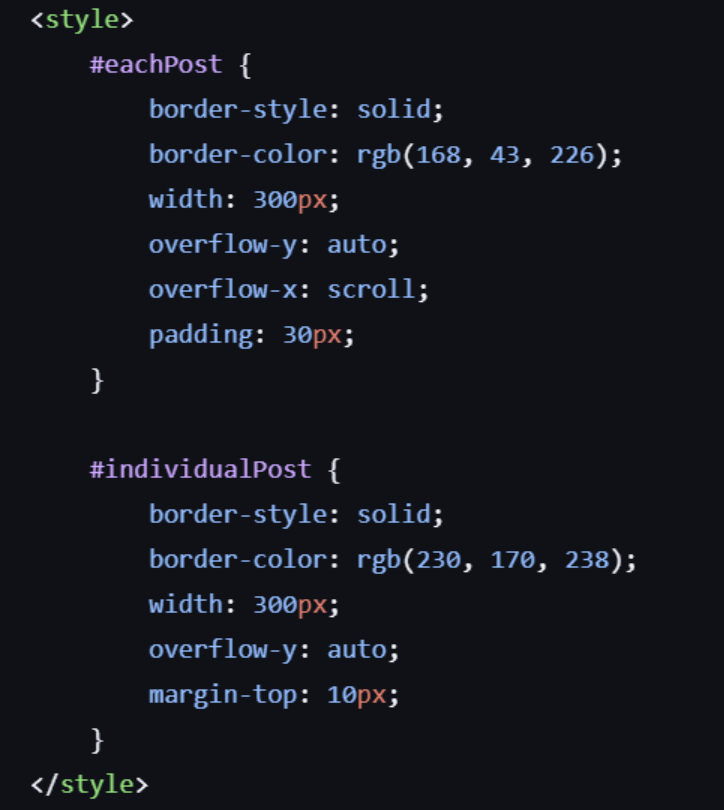 <style>
#eachPost {
border-style: solid;
border-color: rgb(168, 43, 226);
width: 300px;
overflow-y: auto;
overflow-x: scroll;
padding: 30px;
}
#individualPost {
border-style: solid;
border-color: rgb(230, 170, 238);
width: 300px;
overflow-y: auto;
margin-top: 10px;
}
</style>